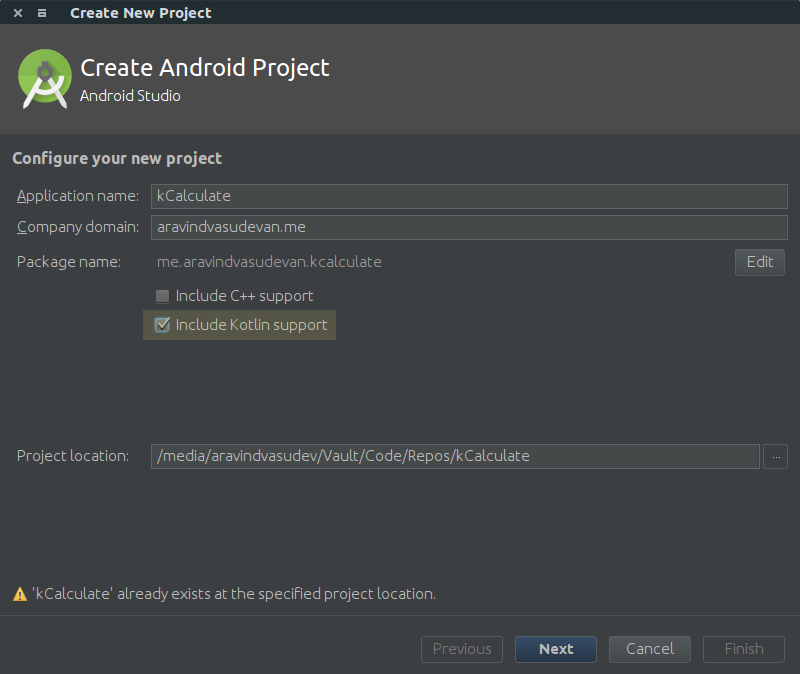 Create New Project
Create Android Project
Android Studio
Configure your new project
Application name: kCalculate
Company domain: aravindvasudevan.me
Package name: me.aravindvasudevan.kcalculate Edit
Include C++ support
Include Kotlin support
Project location: /media/aravindvasudev/Vault/Code/Repos/kCalculate ...
'kCalculate' already exists at the specified project location.
Previous Next Cancel Finish